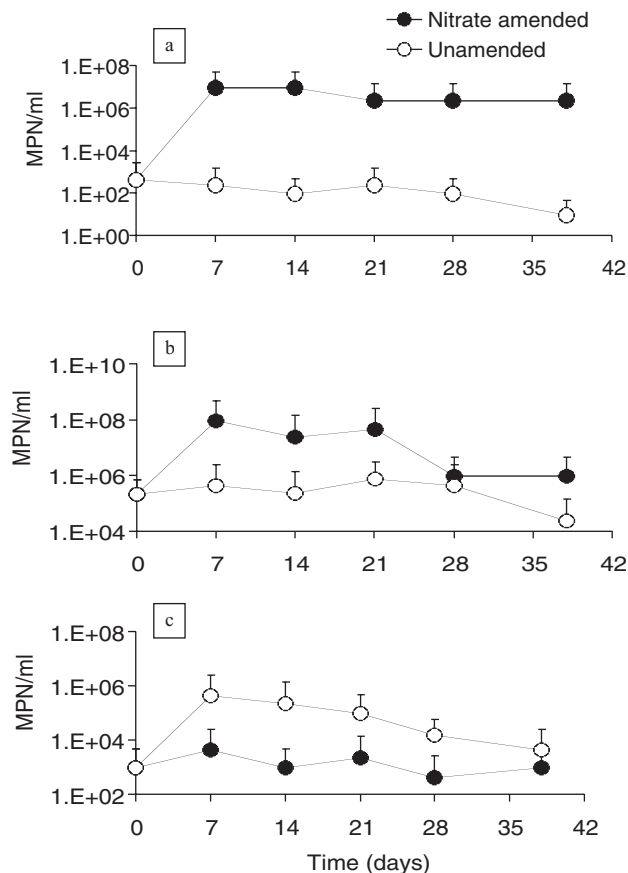 Nitrate amended
Unamended
a
MPN/ml
1.E+08
1.E+06
1.E+04
1.E+02
1.E+00
0 7 14 21 28 35 42
b
MPN/ml
1.E+10
1.E+08
1.E+06
1.E+04
0 7 14 21 28 35 42
c
MPN/ml
1.E+08
1.E+06
1.E+04
1.E+02
0 7 14 21 28 35 42
Time (days)